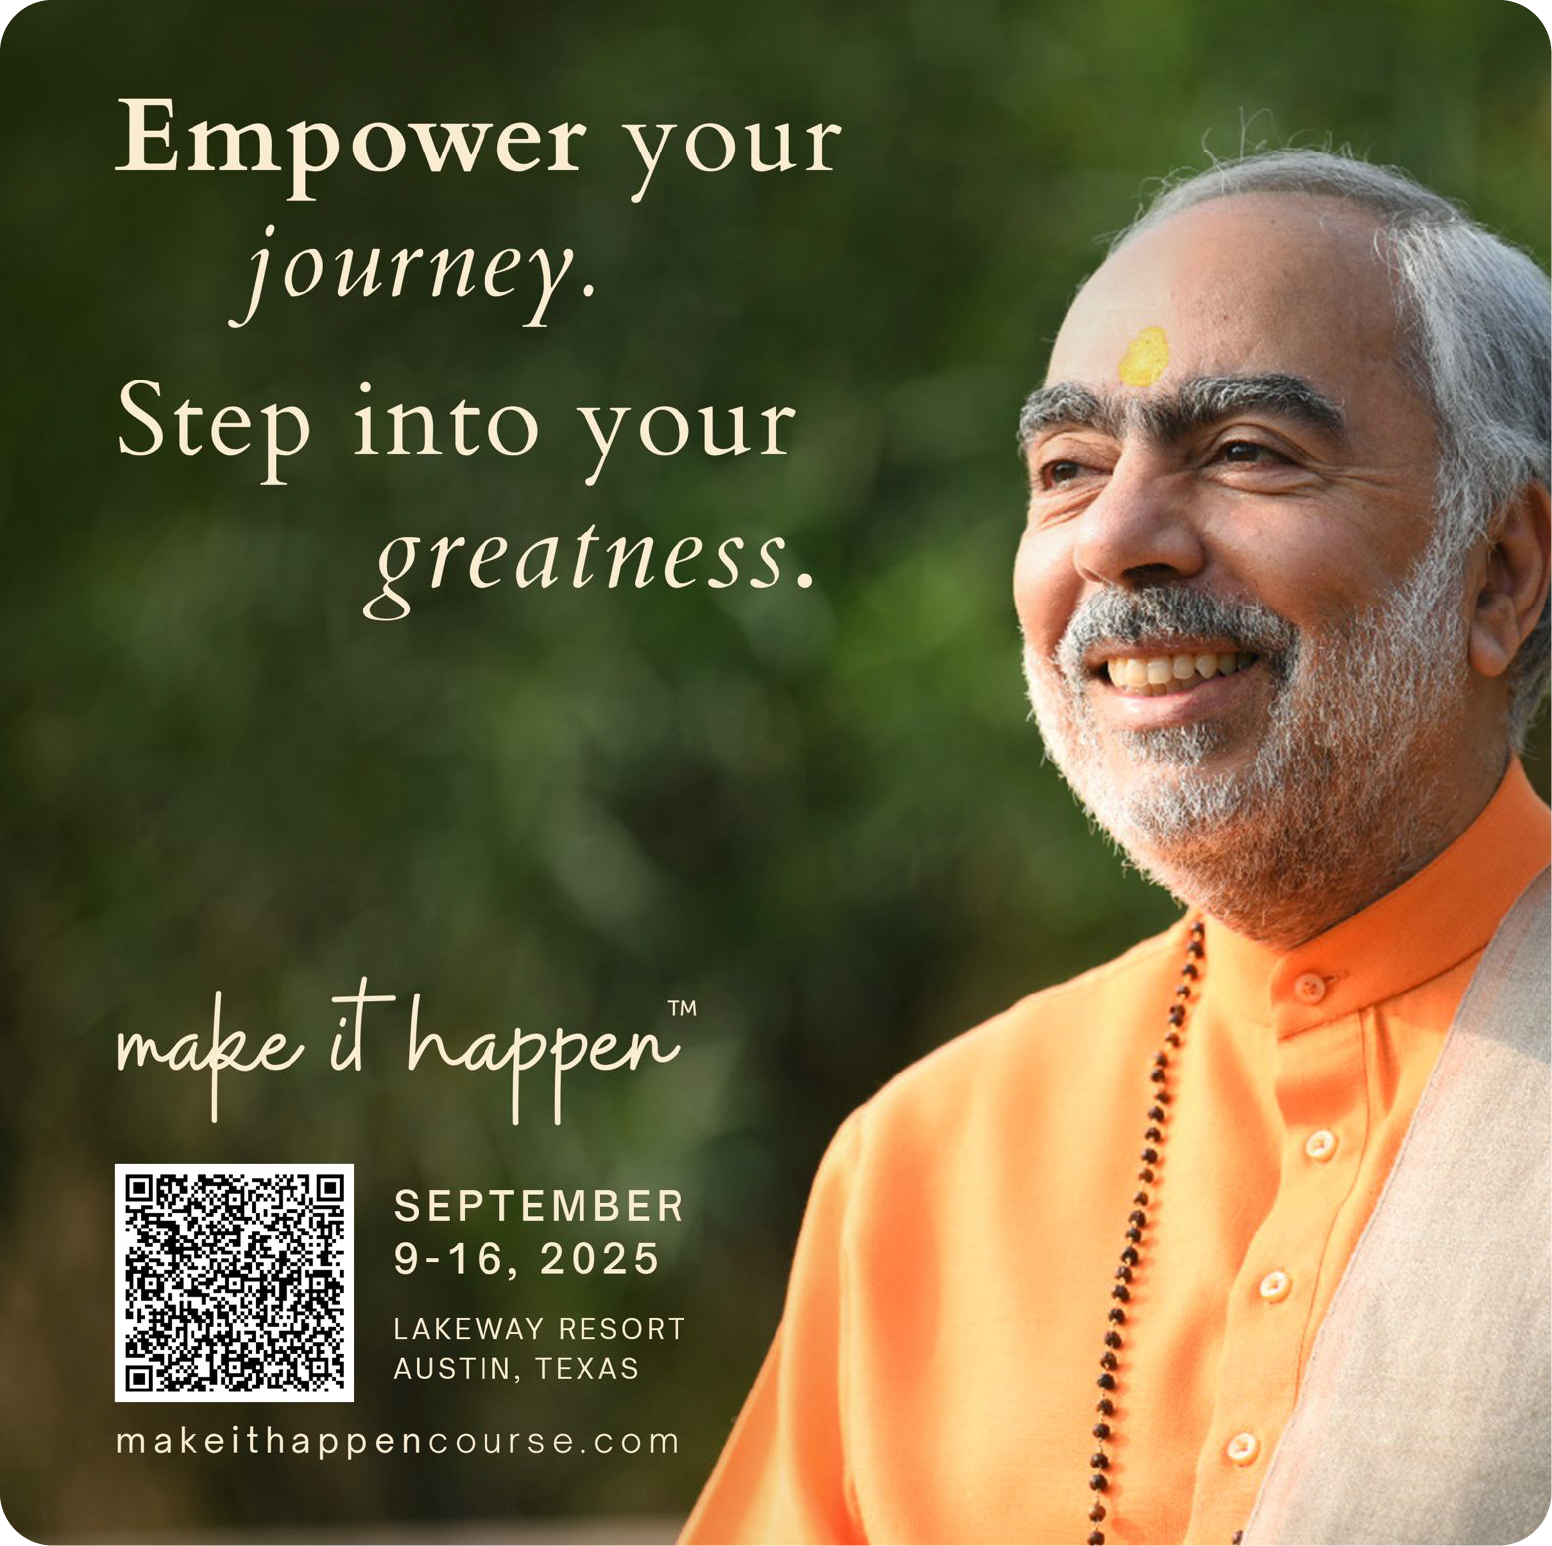 Empower your
journey.
Step into your
greatness.
make it happen™
SEPTEMBER
9-16, 2025
LAKEWAY RESORT
AUSTIN, TEXAS
makeithappencourse.com